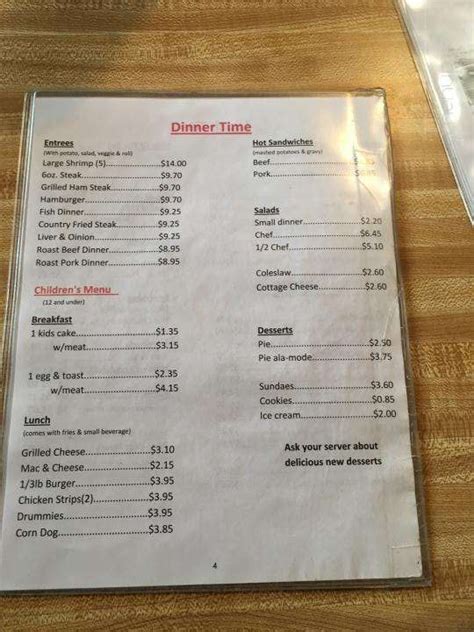 Dinner Time
Entrees
(With potato, salad, veggie & roll)
Large Shrimp (5)......................$14.00
6oz. Steak................................$9.70
Grilled Ham Steak...................$9.70
Hamburger..............................$9.70
Fish Dinner..............................$9.25
Country Fried Steak................$9.25
Liver & Oinion.........................$9.25
Roast Beef Dinner...................$8.95
Roast Pork Dinner...................$8.95
Children's Menu
(12 and under)
Breakfast
1 kids cake.........................$1.35
w/meat.....................$3.15
1 egg & toast.....................$2.35
w/meat.....................$4.15
Lunch
(comes with fries & small beverage)
Grilled Cheese..................$3.10
Mac & Cheese..................$2.15
1/3lb Burger.....................$3.95
Chicken Strips(2)..............$3.95
Drummies.........................$3.95
Corn Dog...........................$3.85
Hot Sandwiches
(mashed potatoes & gravy)
Beef
Pork
Salads
Small dinner......................$2.20
Chef....................................$6.45
1/2 Chef.............................$5.10
Coleslaw............................$2.60
Cottage Cheese.................$2.60
Desserts
Pie......................................$2.50
Pie ala-mode.....................$3.75
Sundaes.............................$3.60
Cookies..............................$0.85
Ice cream...........................$2.00
Ask your server about
delicious new desserts
4